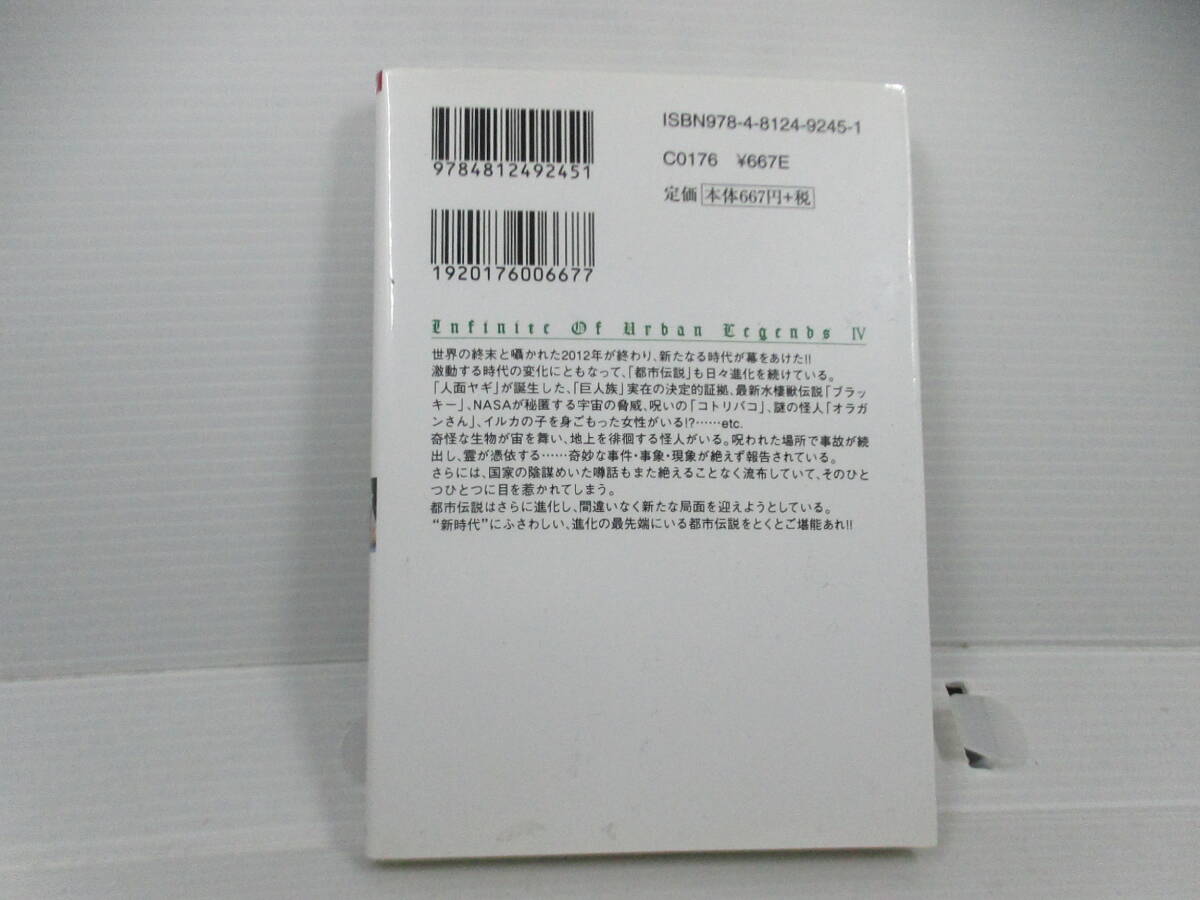 9784812492451
ISBN978-4-8124-9245-1
C0176 ¥667E
定価 本体667円+税
1920176006677
Infinite Of Urban Legends IV
世界の終末と囁かれた2012年が終わり、新たなる時代が幕をあけた!!
激動する時代の変化にともなって、「都市伝説」も日々進化を続けている。
「人面ヤギ」が誕生した、「巨人族」実在の決定的証拠、最新水棲獣伝説「ブラッ
キー」、NASAが秘匿する宇宙の脅威、呪いの「コトリバコ」、謎の怪人「オラガ
ンさん」、イルカの子を身ごもった女性がいる!?……etc.
奇怪な生物が宙を舞い、地上を徘徊する怪人がいる。呪われた場所で事故が続
出し、霊が憑依する……奇妙な事件・事象・現象が絶えず報告されている。
さらには、国家の陰謀めいた噂話もまた絶えることなく流布していて、そのひと
つひとつに目を惹かれてしまう。
都市伝説はさらに進化し、間違いなく新たな局面を迎えようとしている。
“新時代”にふさわしい、進化の最先端にいる都市伝説をとくとご堪能あれ!!